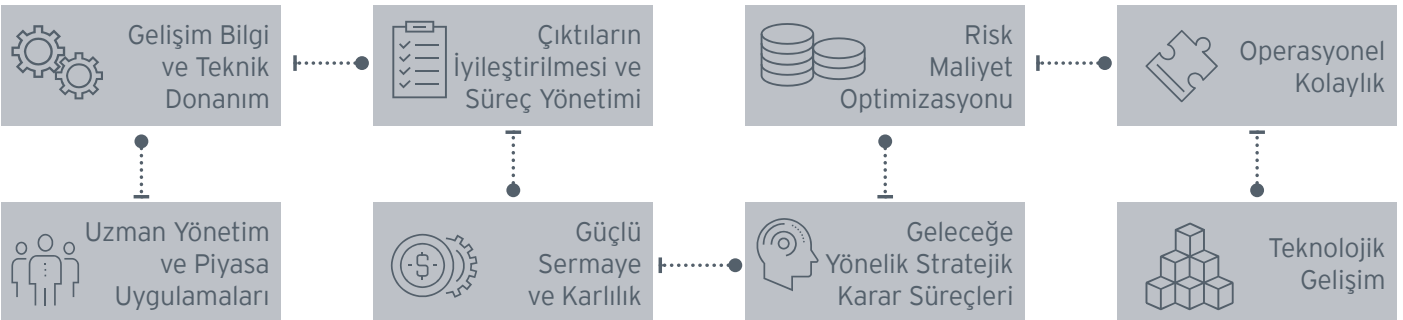 Gelişim Bilgi
ve Teknik
Donanım
Çıktıların
İyileştirilmesi ve
Süreç Yönetimi
Risk
Maliyet
Optimizasyonu
Operasyonel
Kolaylık
Uzman Yönetim
ve Piyasa
Uygulamaları
Güçlü
Sermaye
ve Karlılık
Geleceğe
Yönelik Stratejik
Karar Süreçleri
Teknolojik
Gelişim